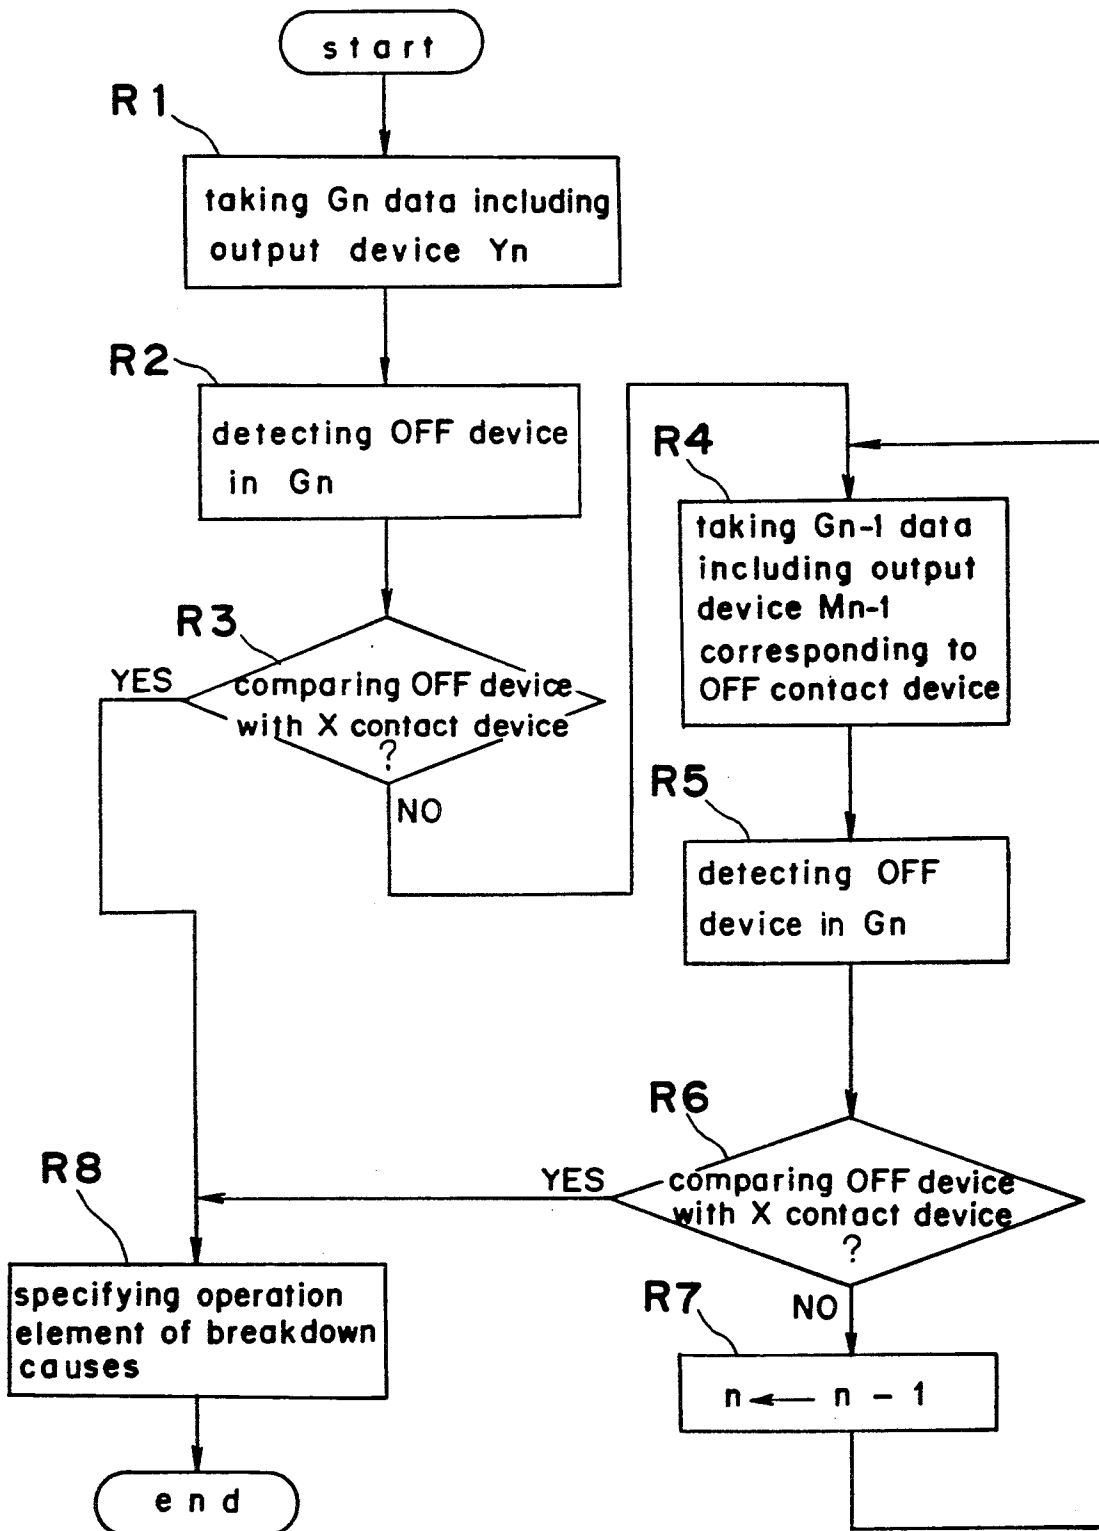 start
R1
taking Gn data including
output device Yn
R2
detecting OFF device
in Gn
R3
YES
comparing OFF device
with X contact device
?
NO
R4
taking Gn-1 data
including output
device Mn-1
corresponding to
OFF contact device
R5
detecting OFF
device in Gn
R6
YES
comparing OFF device
with X contact device
?
NO
R7
n ← n - 1
R8
specifying operation
element of breakdown
causes
end